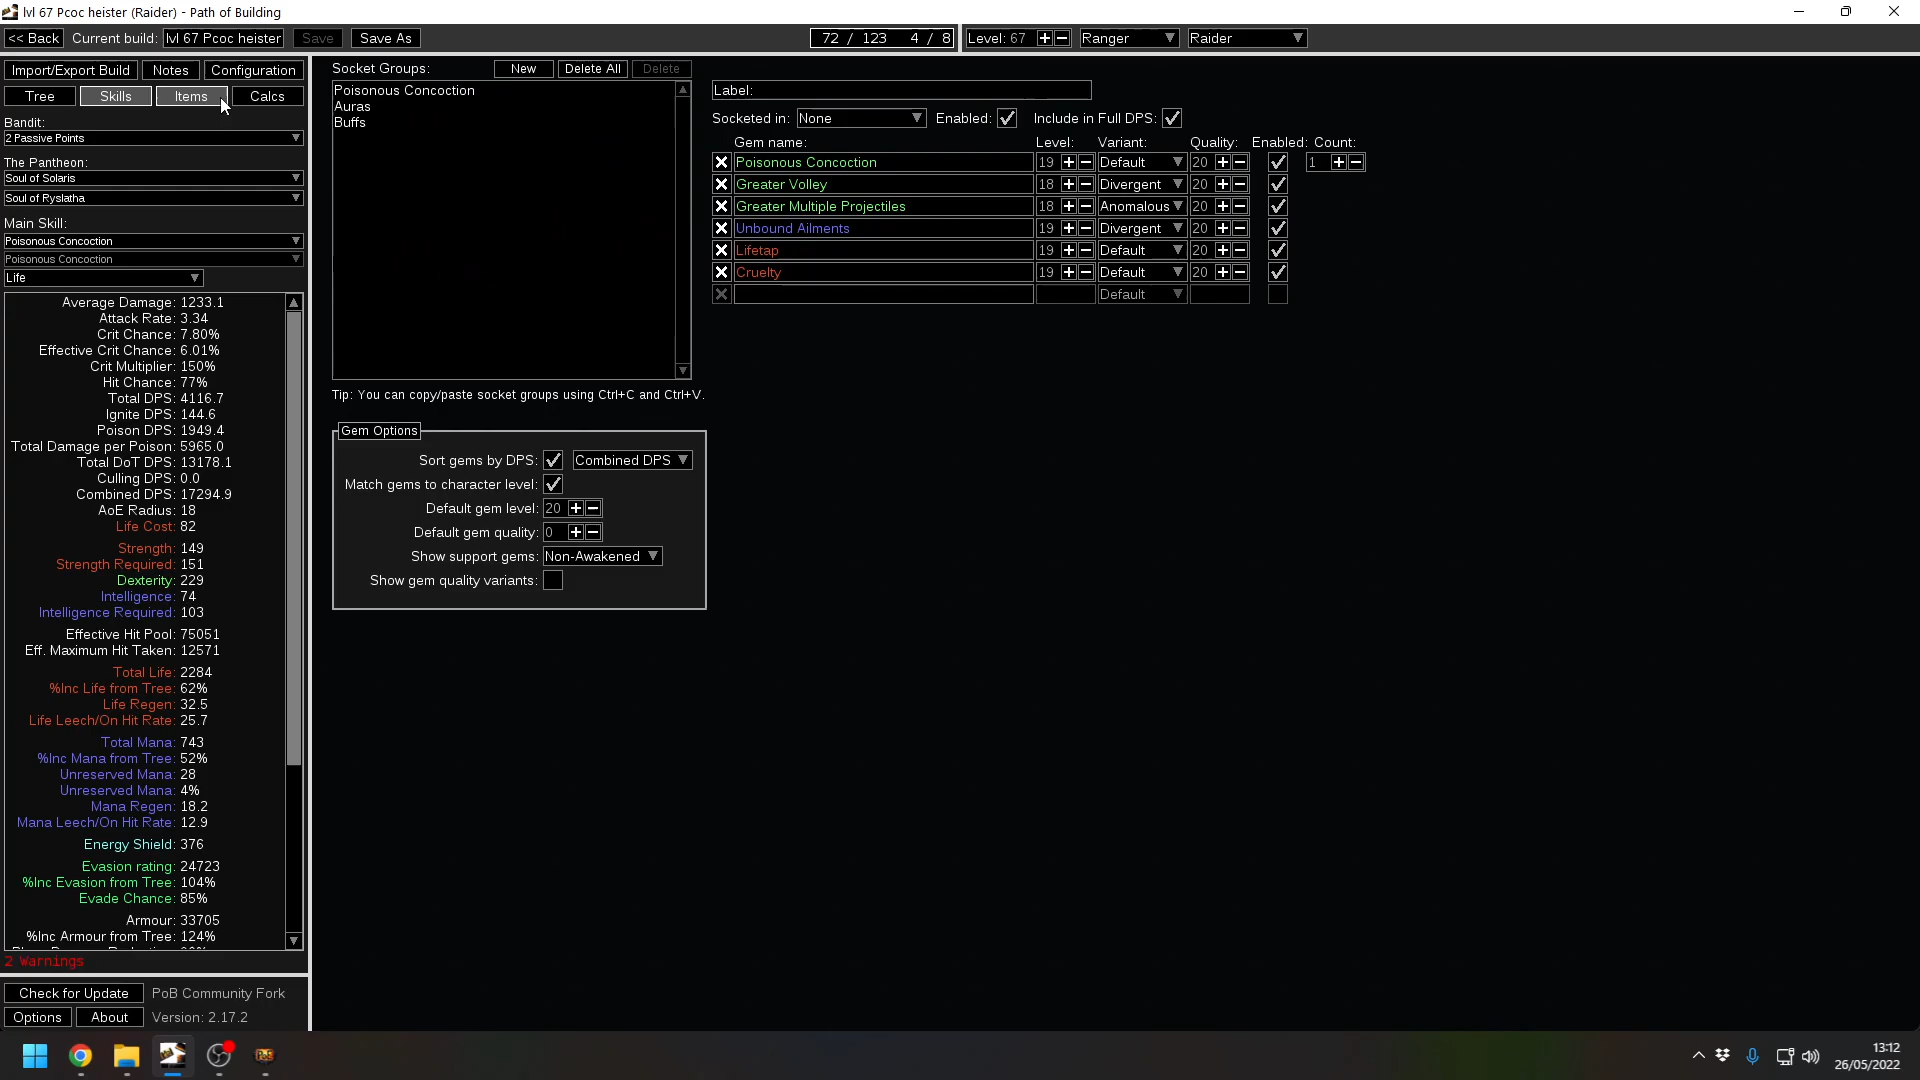 lvl 67 Pcoc heister (Raider) - Path of Building
<< Back Current build: lvl 67 Pcoc heister Save Save As 72 / 123 4 / 8 Level: 67 Ranger Raider
Import/Export Build Notes Configuration
Tree Skills Items Calcs
Bandit:
2 Passive Points
The Pantheon:
Soul of Solaris
Soul of Ryslatha
Main Skill:
Poisonous Concoction
Poisonous Concoction
Life
Average Damage: 1233.1
Attack Rate: 3.34
Crit Chance: 7.80%
Effective Crit Chance: 6.01%
Crit Multiplier: 150%
Hit Chance: 77%
Total DPS: 4116.7
Ignite DPS: 144.6
Poison DPS: 1949.4
Total Damage per Poison: 5965.0
Total DoT DPS: 13178.1
Culling DPS: 0.0
Combined DPS: 17294.9
AoE Radius: 18
Life Cost: 82
Strength: 149
Strength Required: 151
Dexterity: 229
Intelligence: 74
Intelligence Required: 103
Effective Hit Pool: 75051
Eff. Maximum Hit Taken: 12571
Total Life: 2284
%Inc Life from Tree: 62%
Life Regen: 32.5
Life Leech/On Hit Rate: 25.7
Total Mana: 743
%Inc Mana from Tree: 52%
Unreserved Mana: 28
Unreserved Mana: 4%
Mana Regen: 18.2
Mana Leech/On Hit Rate: 12.9
Energy Shield: 376
Evasion rating: 24723
%Inc Evasion from Tree: 104%
Evade Chance: 85%
Armour: 33705
%Inc Armour from Tree: 124%
2 Warnings
Check for Update PoB Community Fork
Options About Version: 2.17.2
Socket Groups: New Delete All Delete
Poisonous Concoction
Auras
Buffs
Tip: You can copy/paste socket groups using Ctrl+C and Ctrl+V.
Gem Options
Sort gems by DPS: Combined DPS
Match gems to character level:
Default gem level: 20
Default gem quality: 0
Show support gems: Non-Awakened
Show gem quality variants:
Label:
Socketed in: None Enabled: Include in Full DPS:
Gem name: Level: Variant: Quality: Enabled: Count:
Poisonous Concoction 19 Default 20 1
Greater Volley 18 Divergent 20
Greater Multiple Projectiles 18 Anomalous 20
Unbound Ailments 19 Divergent 20
Lifetap 19 Default 20
Cruelty 19 Default 20
Default
13:12
26/05/2022